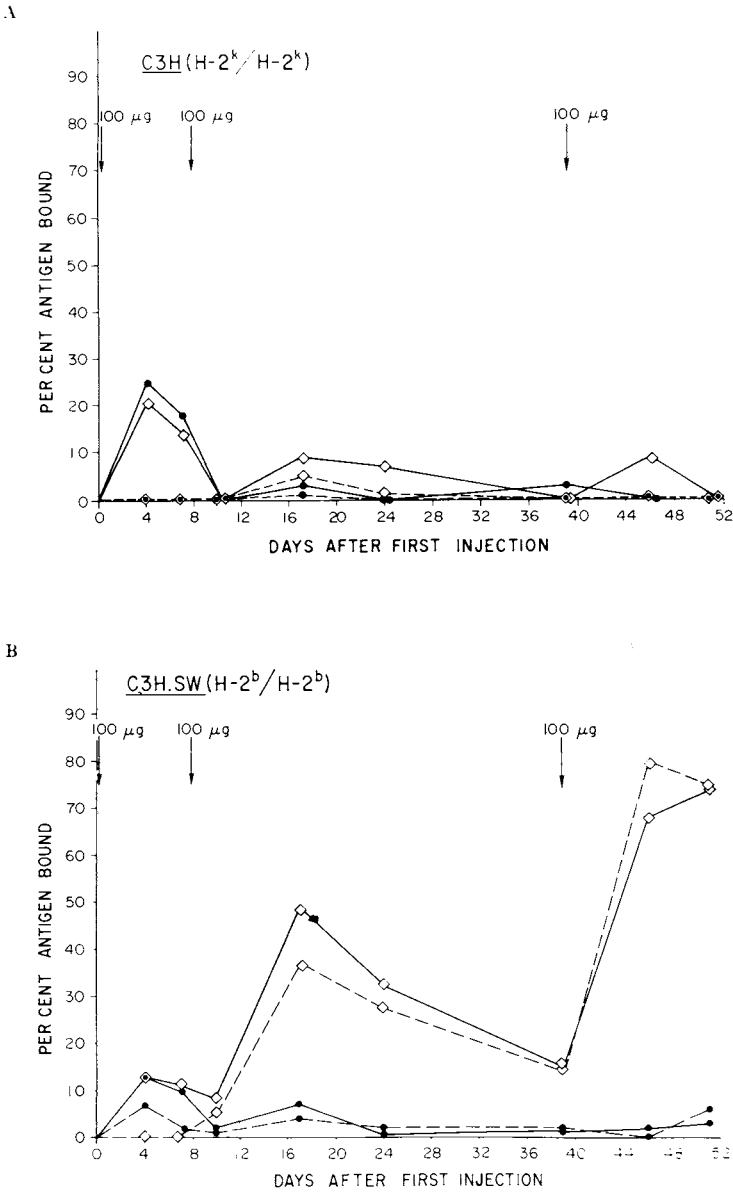 A
C3H (H-2k/H-2k)
90
100 μg 100 μg 100 μg
80
70
60
50
40
30
20
10
0
PER CENT ANTIGEN BOUND
0 4 8 12 16 20 24 28 32 36 40 44 48 52
DAYS AFTER FIRST INJECTION
B
C3H.SW (H-2b/H-2b)
90
100 μg 100 μg 100 μg
80
70
60
50
40
30
20
10
0
PER CENT ANTIGEN BOUND
0 4 8 12 16 20 24 28 32 36 40 44 48 52
DAYS AFTER FIRST INJECTION